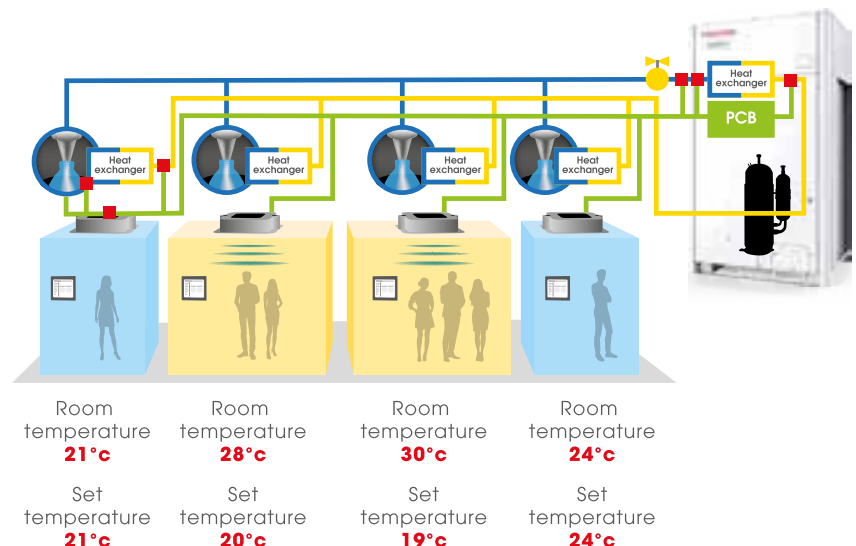 Heat
exchanger
PCB
Heat
exchanger
Heat
exchanger
Heat
exchanger
Heat
exchanger
Room
temperature
21°c
Room
temperature
28°c
Room
temperature
30°c
Room
temperature
24°c
Set
temperature
21°c
Set
temperature
20°c
Set
temperature
19°c
Set
temperature
24°c